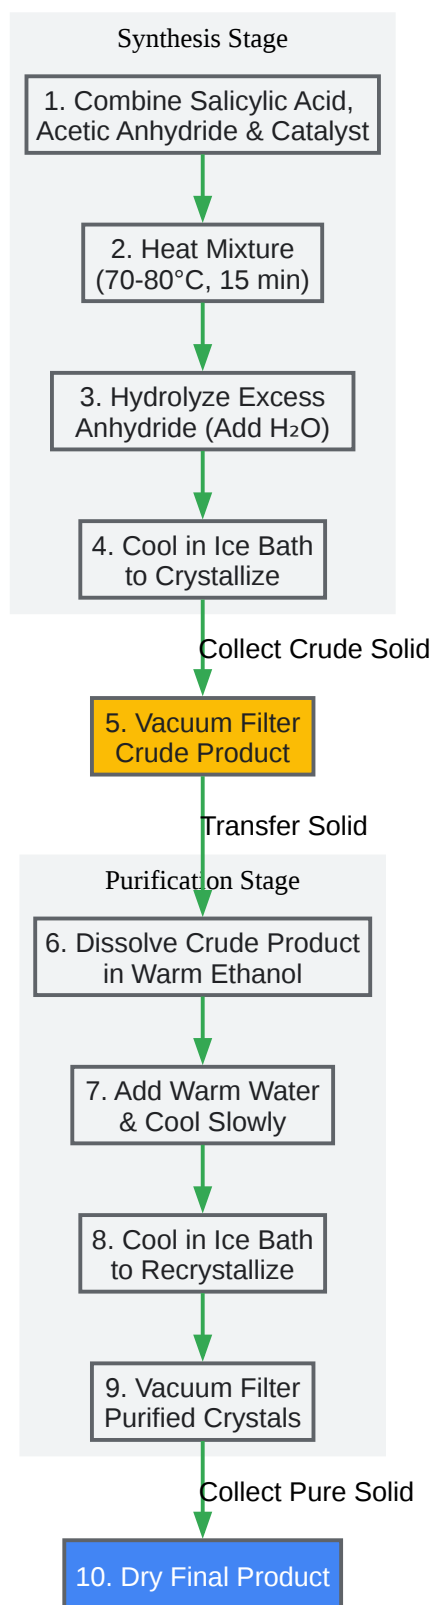 Synthesis Stage
1. Combine Salicylic Acid,
Acetic Anhydride & Catalyst
2. Heat Mixture
(70-80°C, 15 min)
3. Hydrolyze Excess
Anhydride (Add H₂O)
4. Cool in Ice Bath
to Crystallize
Collect Crude Solid
5. Vacuum Filter
Crude Product
Transfer Solid
Purification Stage
6. Dissolve Crude Product
in Warm Ethanol
7. Add Warm Water
& Cool Slowly
8. Cool in Ice Bath
to Recrystallize
9. Vacuum Filter
Purified Crystals
Collect Pure Solid
10. Dry Final Product